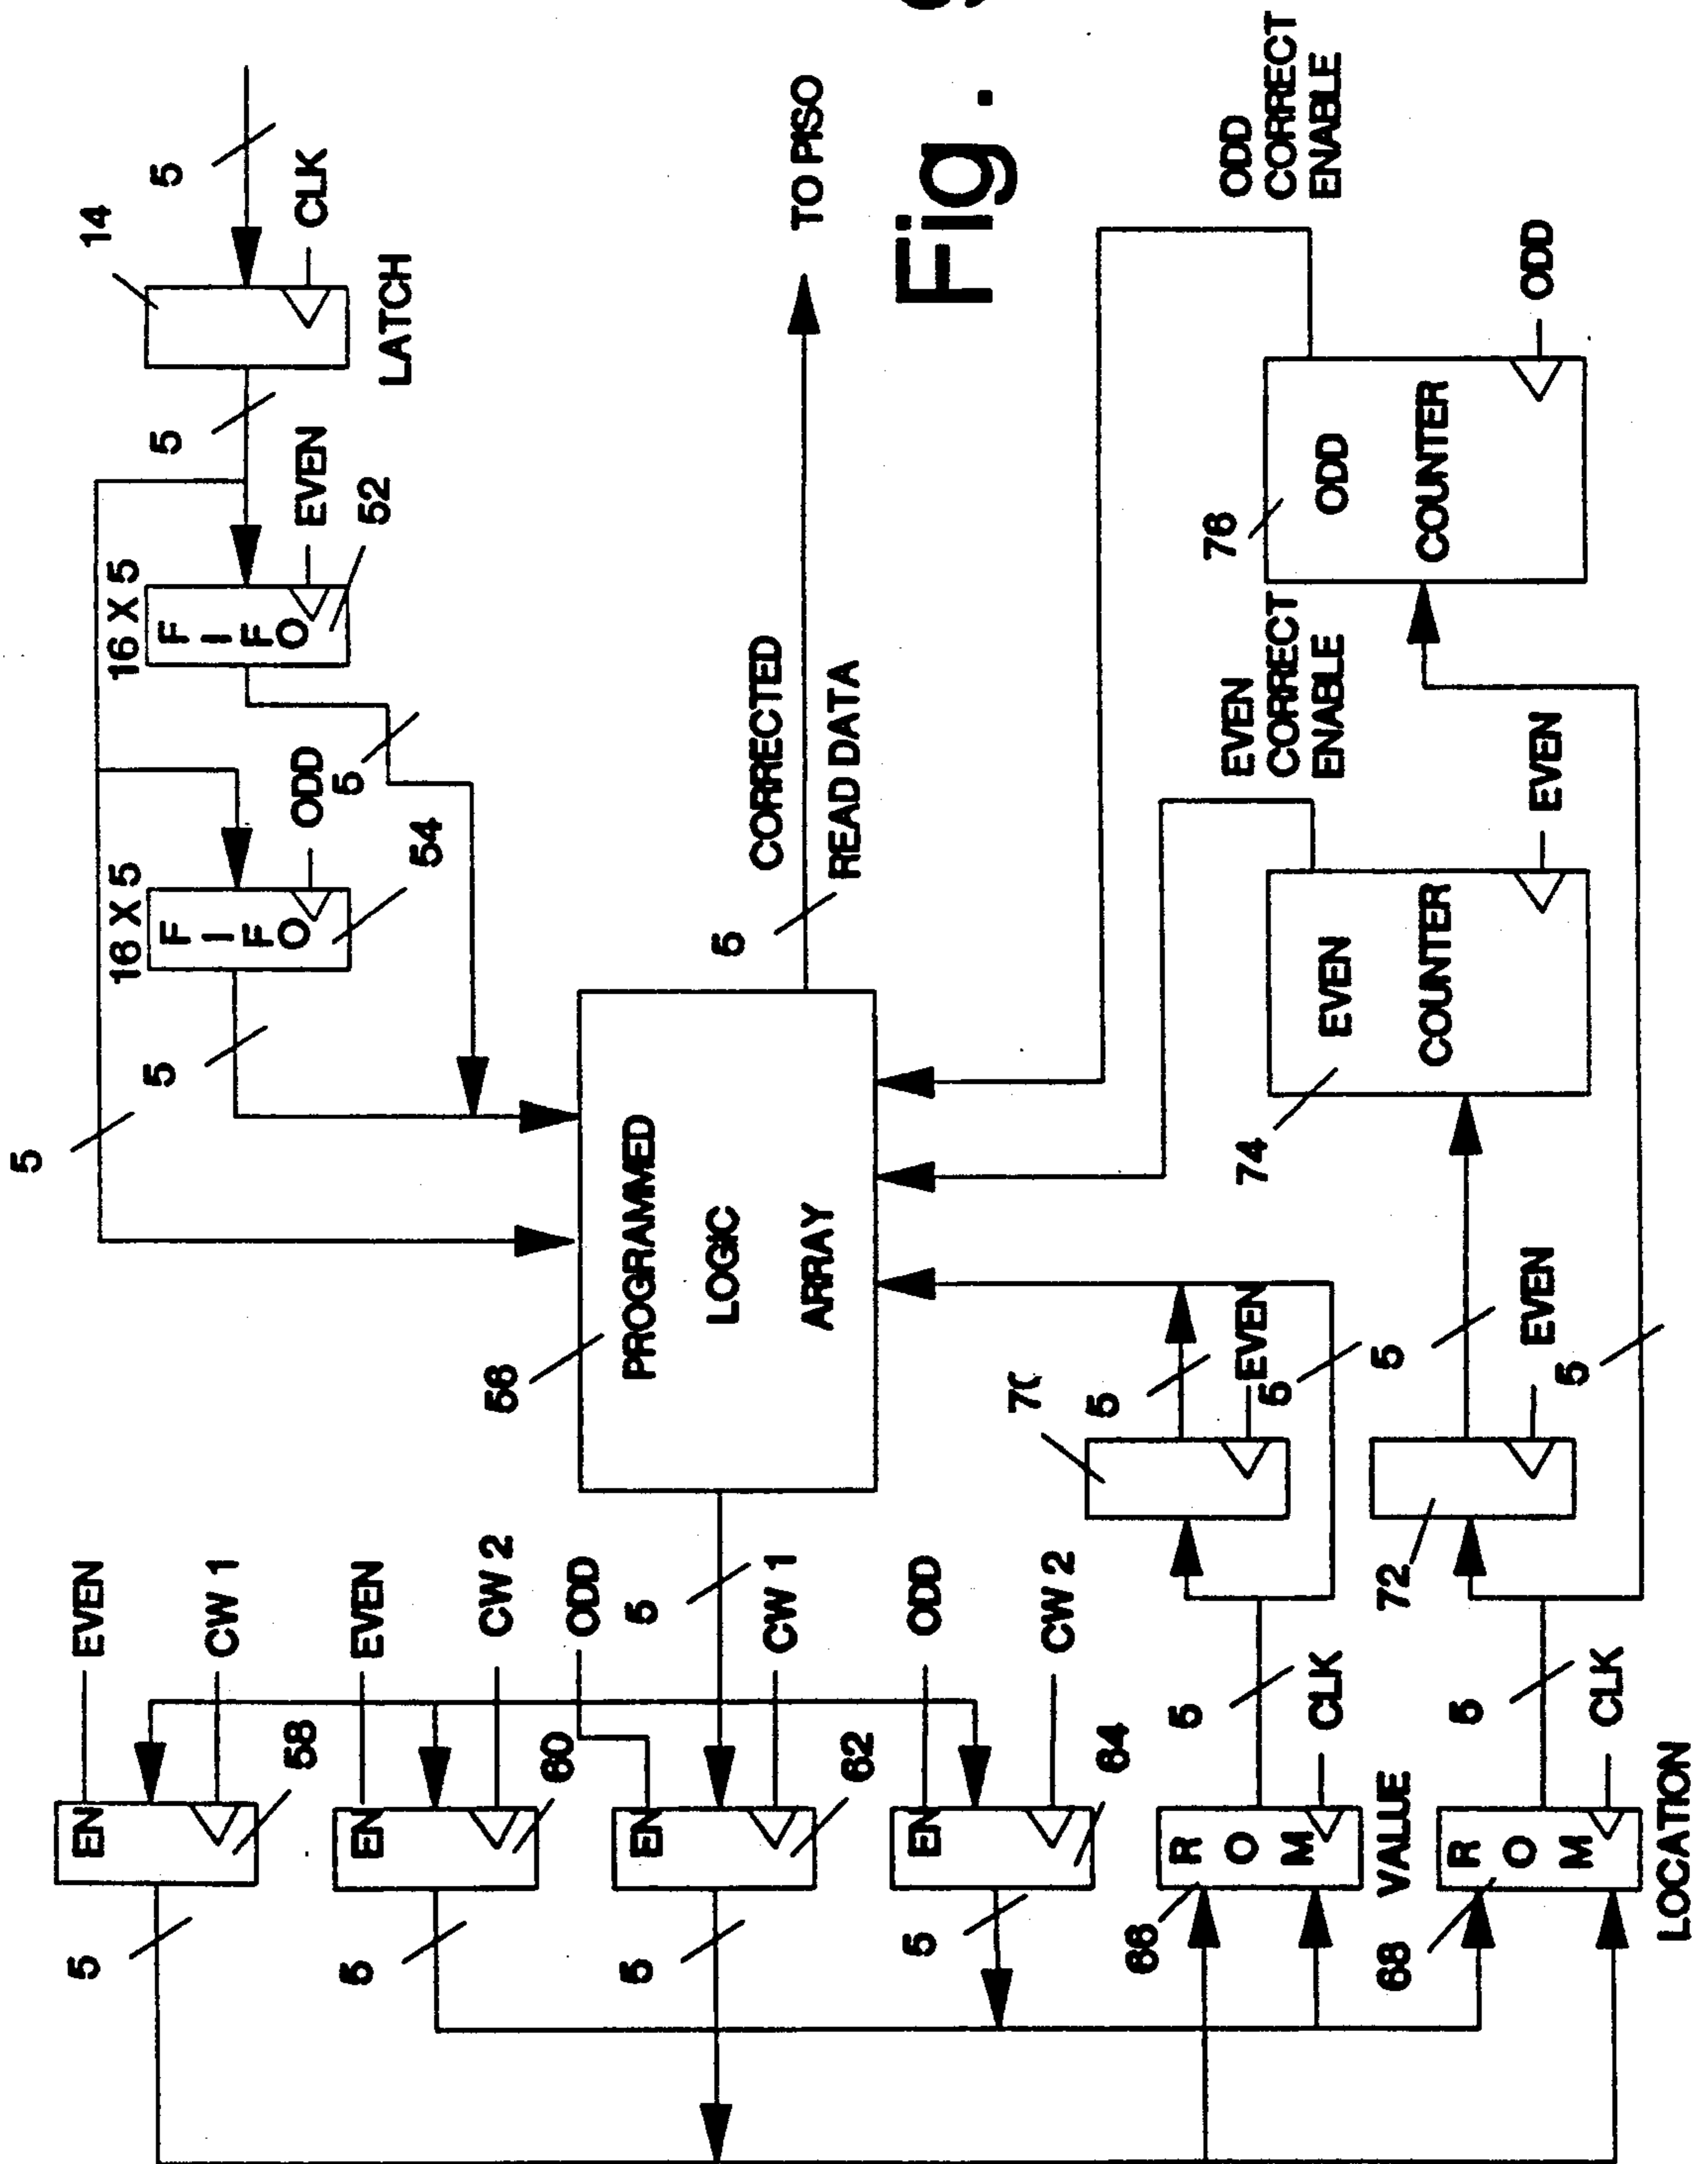 5
14
5
CLK
LATCH
5
16 X 5
FIFO
EVEN
52
5
16 X 5
FIFO
ODD
54
5
5
EN
EVEN
CW 1
58
5
EN
EVEN
CW 2
60
5
EN
ODD
CW 1
62
5
EN
ODD
CW 2
64
5
5
56
PROGRAMMED
LOGIC
ARRAY
5
CORRECTED
READ DATA
TO PISO
Fig.
66
ROM
VALUE
CLK
5
5
EVEN
5
68
ROM
LOCATION
CLK
5
72
EVEN
5
5
74
EVEN
COUNTER
EVEN
EVEN
CORRECT
ENABLE
76
ODD
COUNTER
ODD
ODD
CORRECT
ENABLE